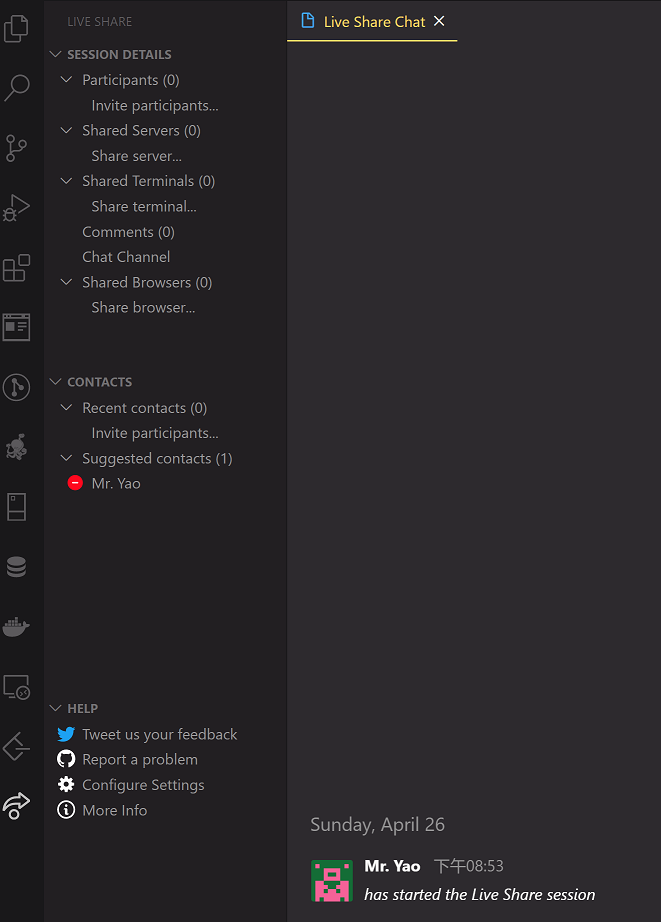 LIVE SHARE
SESSION DETAILS
Participants (0)
Invite participants...
Shared Servers (0)
Share server...
Shared Terminals (0)
Share terminal...
Comments (0)
Chat Channel
Shared Browsers (0)
Share browser...
CONTACTS
Recent contacts (0)
Invite participants...
Suggested contacts (1)
Mr. Yao
HELP
Tweet us your feedback
Report a problem
Configure Settings
More Info
Live Share Chat
Sunday, April 26
Mr. Yao 下午08:53
has started the Live Share session